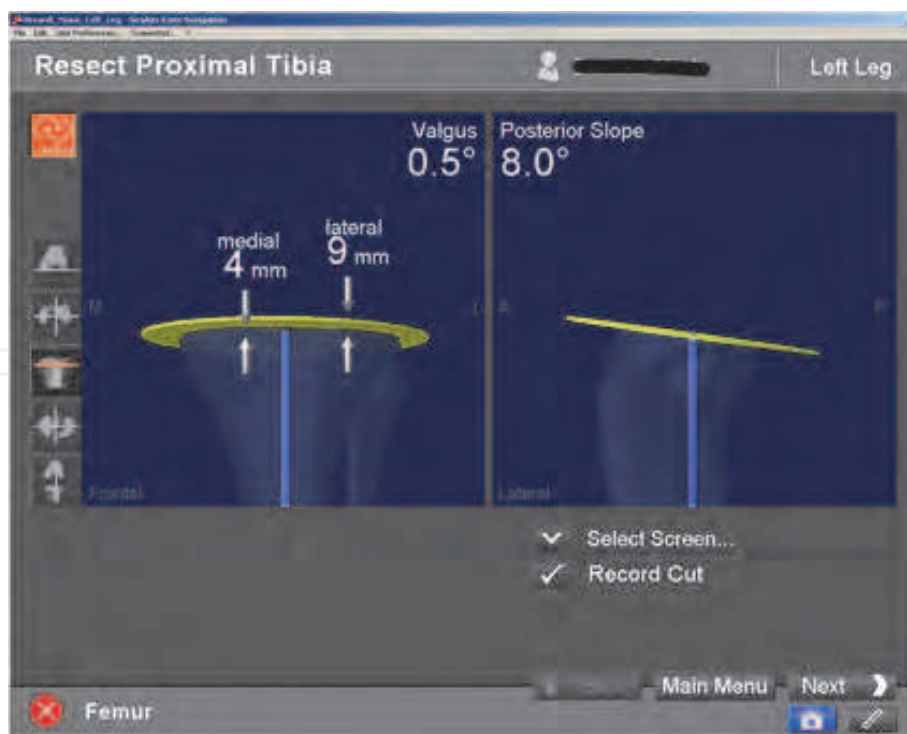 Resect Proximal Tibia
Left Leg
Valgus
0.5°
Posterior Slope
8.0°
medial
4 mm
lateral
9 mm
M
L
A
P
Frontal
Lateral
Select Screen...
Record Cut
Main Menu
Next
Femur